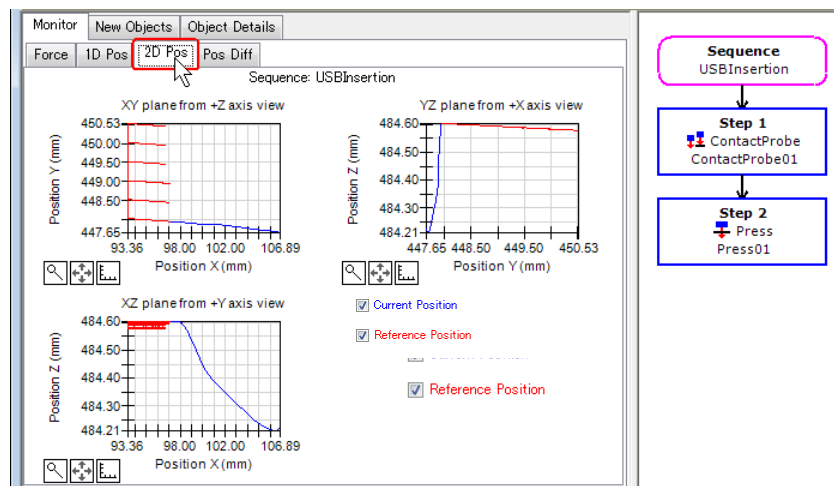 Monitor New Objects Object Details
Force 1D Pos 2D Pos Pos Diff
Sequence: USBInsertion
XY plane from +Z axis view
Position Y (mm)
450.53
450.00
449.50
449.00
448.50
447.65
93.36 98.00 102.00 106.89
Position X (mm)
YZ plane from +X axis view
Position Z (mm)
484.60
484.50
484.40
484.30
484.21
447.65 448.50 449.50 450.53
Position Y (mm)
XZ plane from +Y axis view
Position Z (mm)
484.60
484.50
484.40
484.30
484.21
93.36 98.00 102.00 106.89
Position X (mm)
Current Position
Reference Position
Reference Position
Sequence
USBInsertion
Step 1
ContactProbe
ContactProbe01
Step 2
Press
Press01